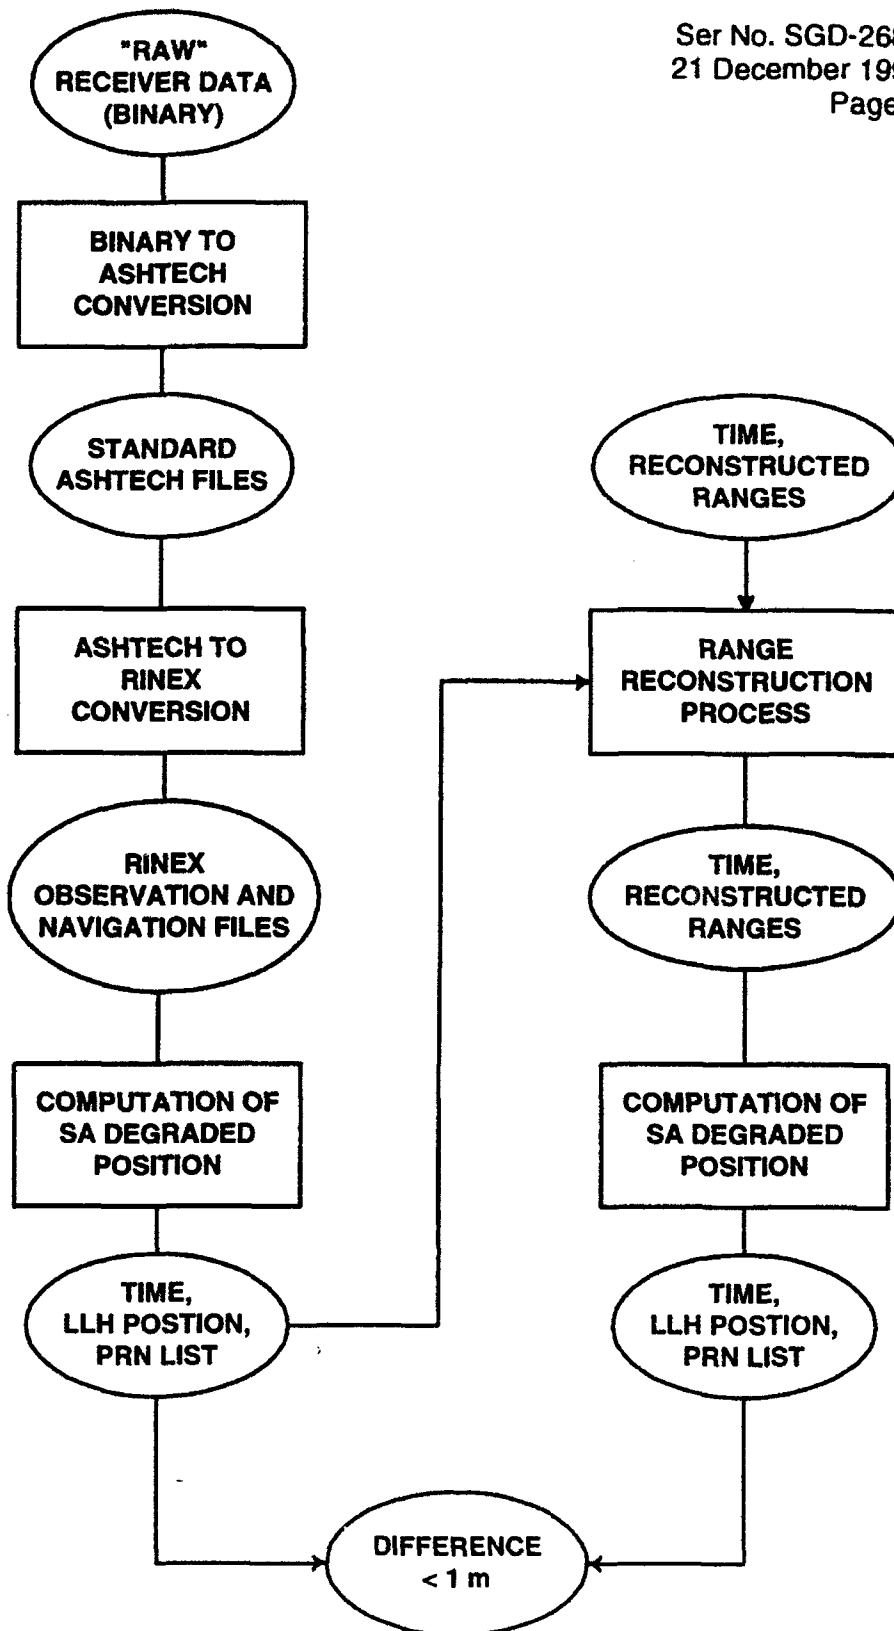 Ser No. SGD-268
21 December 199
Page
"RAW"
RECEIVER DATA
(BINARY)
BINARY TO
ASHTECH
CONVERSION
STANDARD
ASHTECH FILES
ASHTECH TO
RINEX
CONVERSION
RINEX
OBSERVATION AND
NAVIGATION FILES
COMPUTATION OF
SA DEGRADED
POSITION
TIME,
LLH POSTION,
PRN LIST
TIME,
RECONSTRUCTED
RANGES
RANGE
RECONSTRUCTION
PROCESS
TIME,
RECONSTRUCTED
RANGES
COMPUTATION OF
SA DEGRADED
POSITION
TIME,
LLH POSTION,
PRN LIST
DIFFERENCE
< 1 m